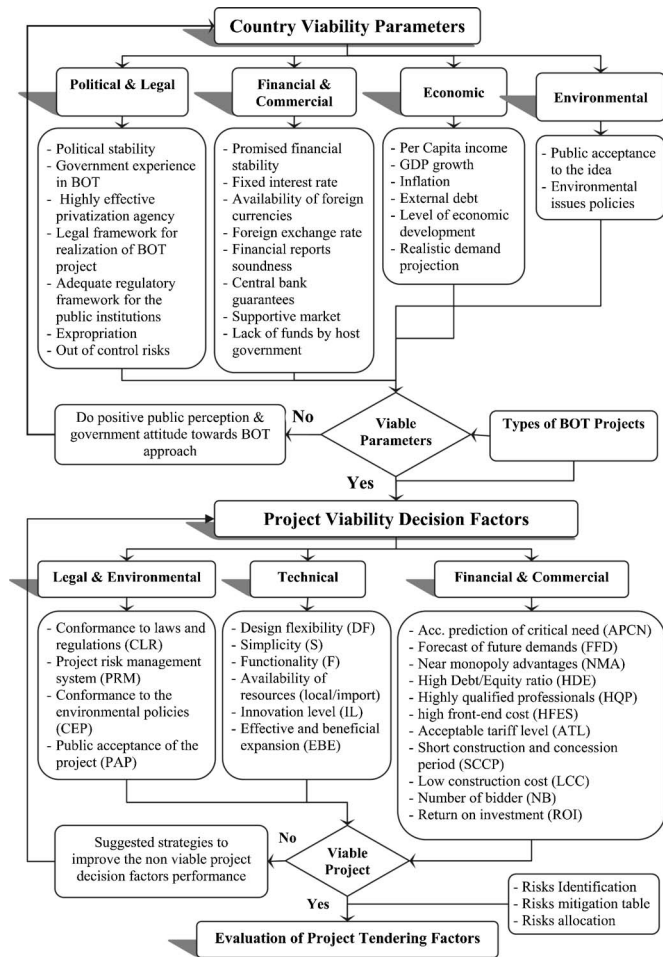 Country Viability Parameters
Political & Legal
Financial &
Commercial
Economic
Environmental
- Political stability
- Government experience
in BOT
- Highly effective
privatization agency
- Legal framework for
realization of BOT
project
- Adequate regulatory
framework for the
public institutions
- Expropriation
- Out of control risks
- Promised financial
stability
- Fixed interest rate
- Availability of foreign
currencies
- Foreign exchange rate
- Financial reports
soundness
- Central bank
guarantees
- Supportive market
- Lack of funds by host
government
- Per Capita income
- GDP growth
- Inflation
- External debt
- Level of economic
development
- Realistic demand
projection
- Public acceptance
to the idea
- Environmental
issues policies
Do positive public perception &
government attitude towards BOT
approach
No
Viable
Parameters
Types of BOT Projects
Yes
Project Viability Decision Factors
Legal & Environmental
Technical
Financial & Commercial
- Conformance to laws and
regulations (CLR)
- Project risk management
system (PRM)
- Conformance to the
environmental policies
(CEP)
- Public acceptance of the
project (PAP)
- Design flexibility (DF)
- Simplicity (S)
- Functionality (F)
- Availability of
resources (local/import)
- Innovation level (IL)
- Effective and beneficial
expansion (EBE)
- Acc. prediction of critical need (APCN)
- Forecast of future demands (FFD)
- Near monopoly advantages (NMA)
- High Debt/Equity ratio (HDE)
- Highly qualified professionals (HQP)
- high front-end cost (HFES)
- Acceptable tariff level (ATL)
- Short construction and concession
period (SCCP)
- Low construction cost (LCC)
- Number of bidder (NB)
- Return on investment (ROI)
Suggested strategies to
improve the non viable project
decision factors performance
No
Viable
Project
Yes
- Risks Identification
- Risks mitigation table
- Risks allocation
Evaluation of Project Tendering Factors